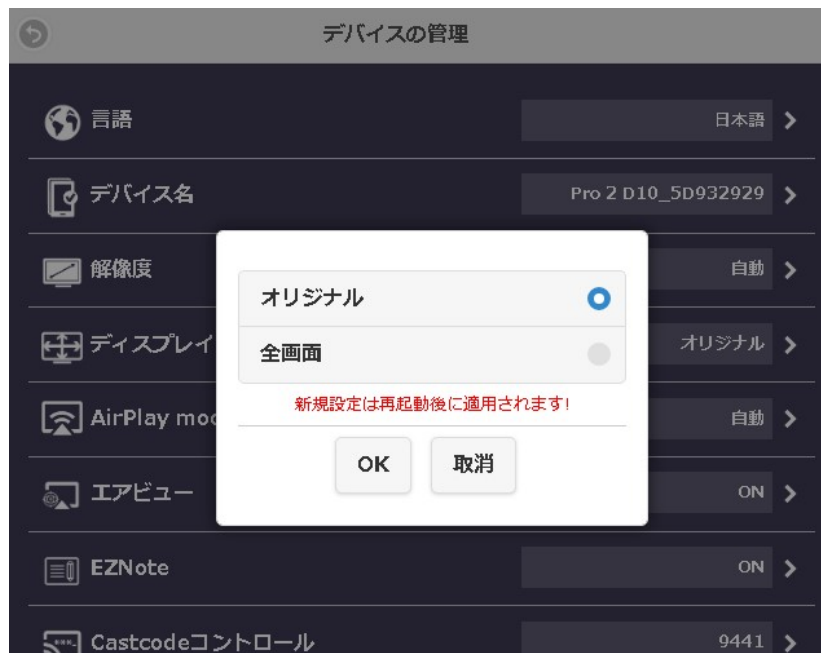 デバイスの管理
言語 日本語
デバイス名 Pro 2 D10_5D932929
解像度 自動
オリジナル
ディスプレイ オリジナル
全画面
新規設定は再起動後に適用されます!
AirPlay 自動
OK 取消
エアビュー ON
EZNote ON
Castcodeコントロール 9441